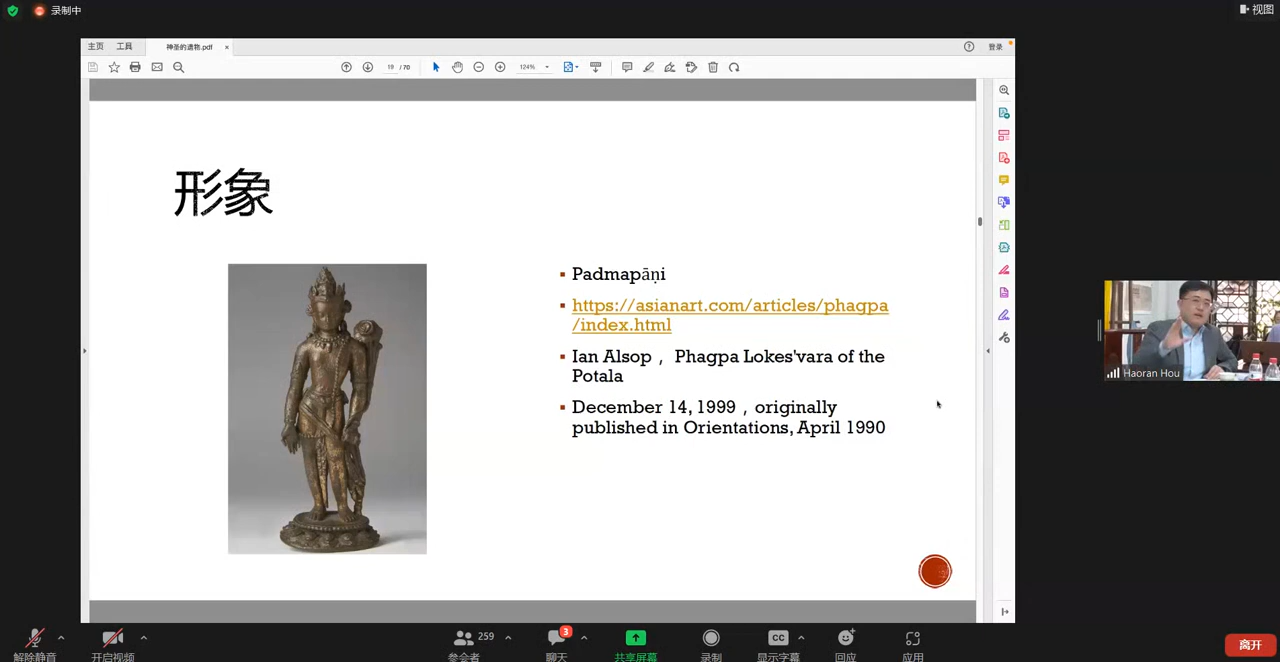 录制中
视图
主页 工具 神圣的遗物.pdf ×
登录
19 / 70
124%
形象
Padmapāṇi
https://asianart.com/articles/phagpa
/index.html
Ian Alsop， Phagpa Lokes'vara of the
Potala
December 14, 1999，originally
published in Orientations, April 1990
Haoran Hou
解除静音
开启视频
259
参会者
3
聊天
共享屏幕
录制
CC
显示字幕
回应
应用
离开